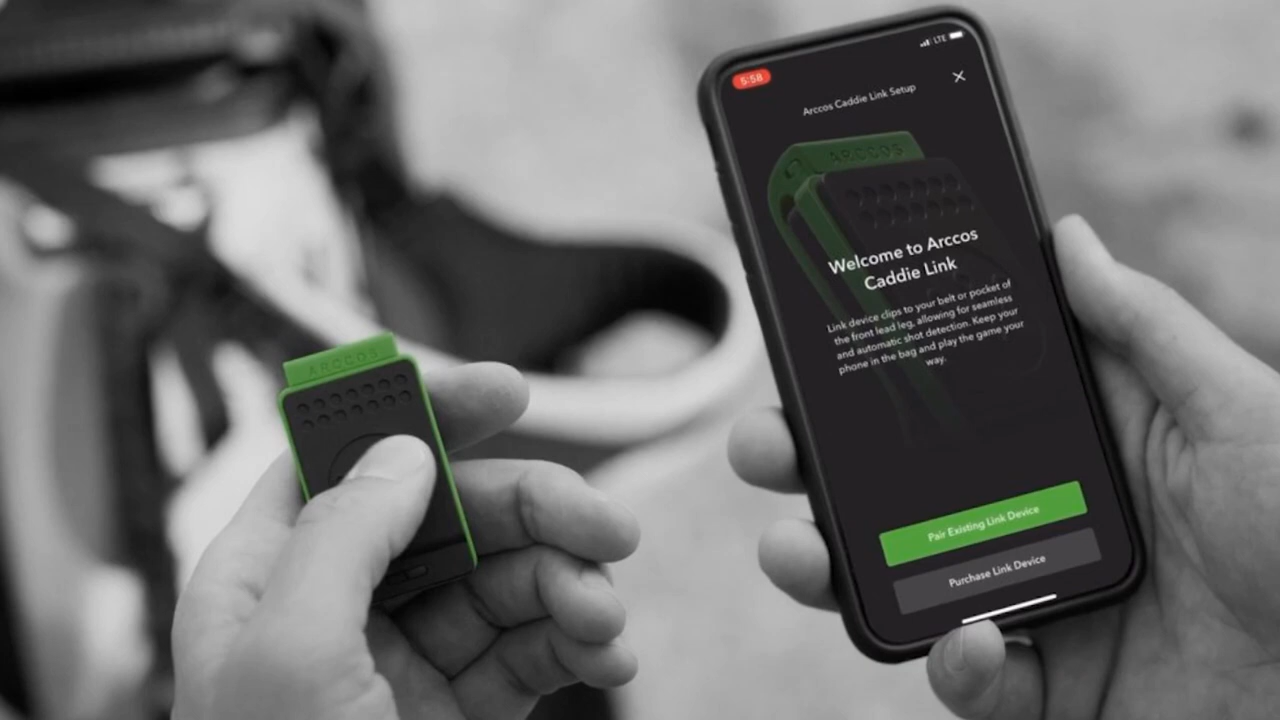 5:58
LTE
Arccos Caddie Link Setup
ARCCOS
Welcome to Arccos
Caddie Link
Link device clips to your belt or pocket of
the front lead leg, allowing for seamless
and automatic shot detection. Keep your
phone in the bag and play the game your
way.
Pair Existing Link Device
Purchase Link Device
ARCCOS